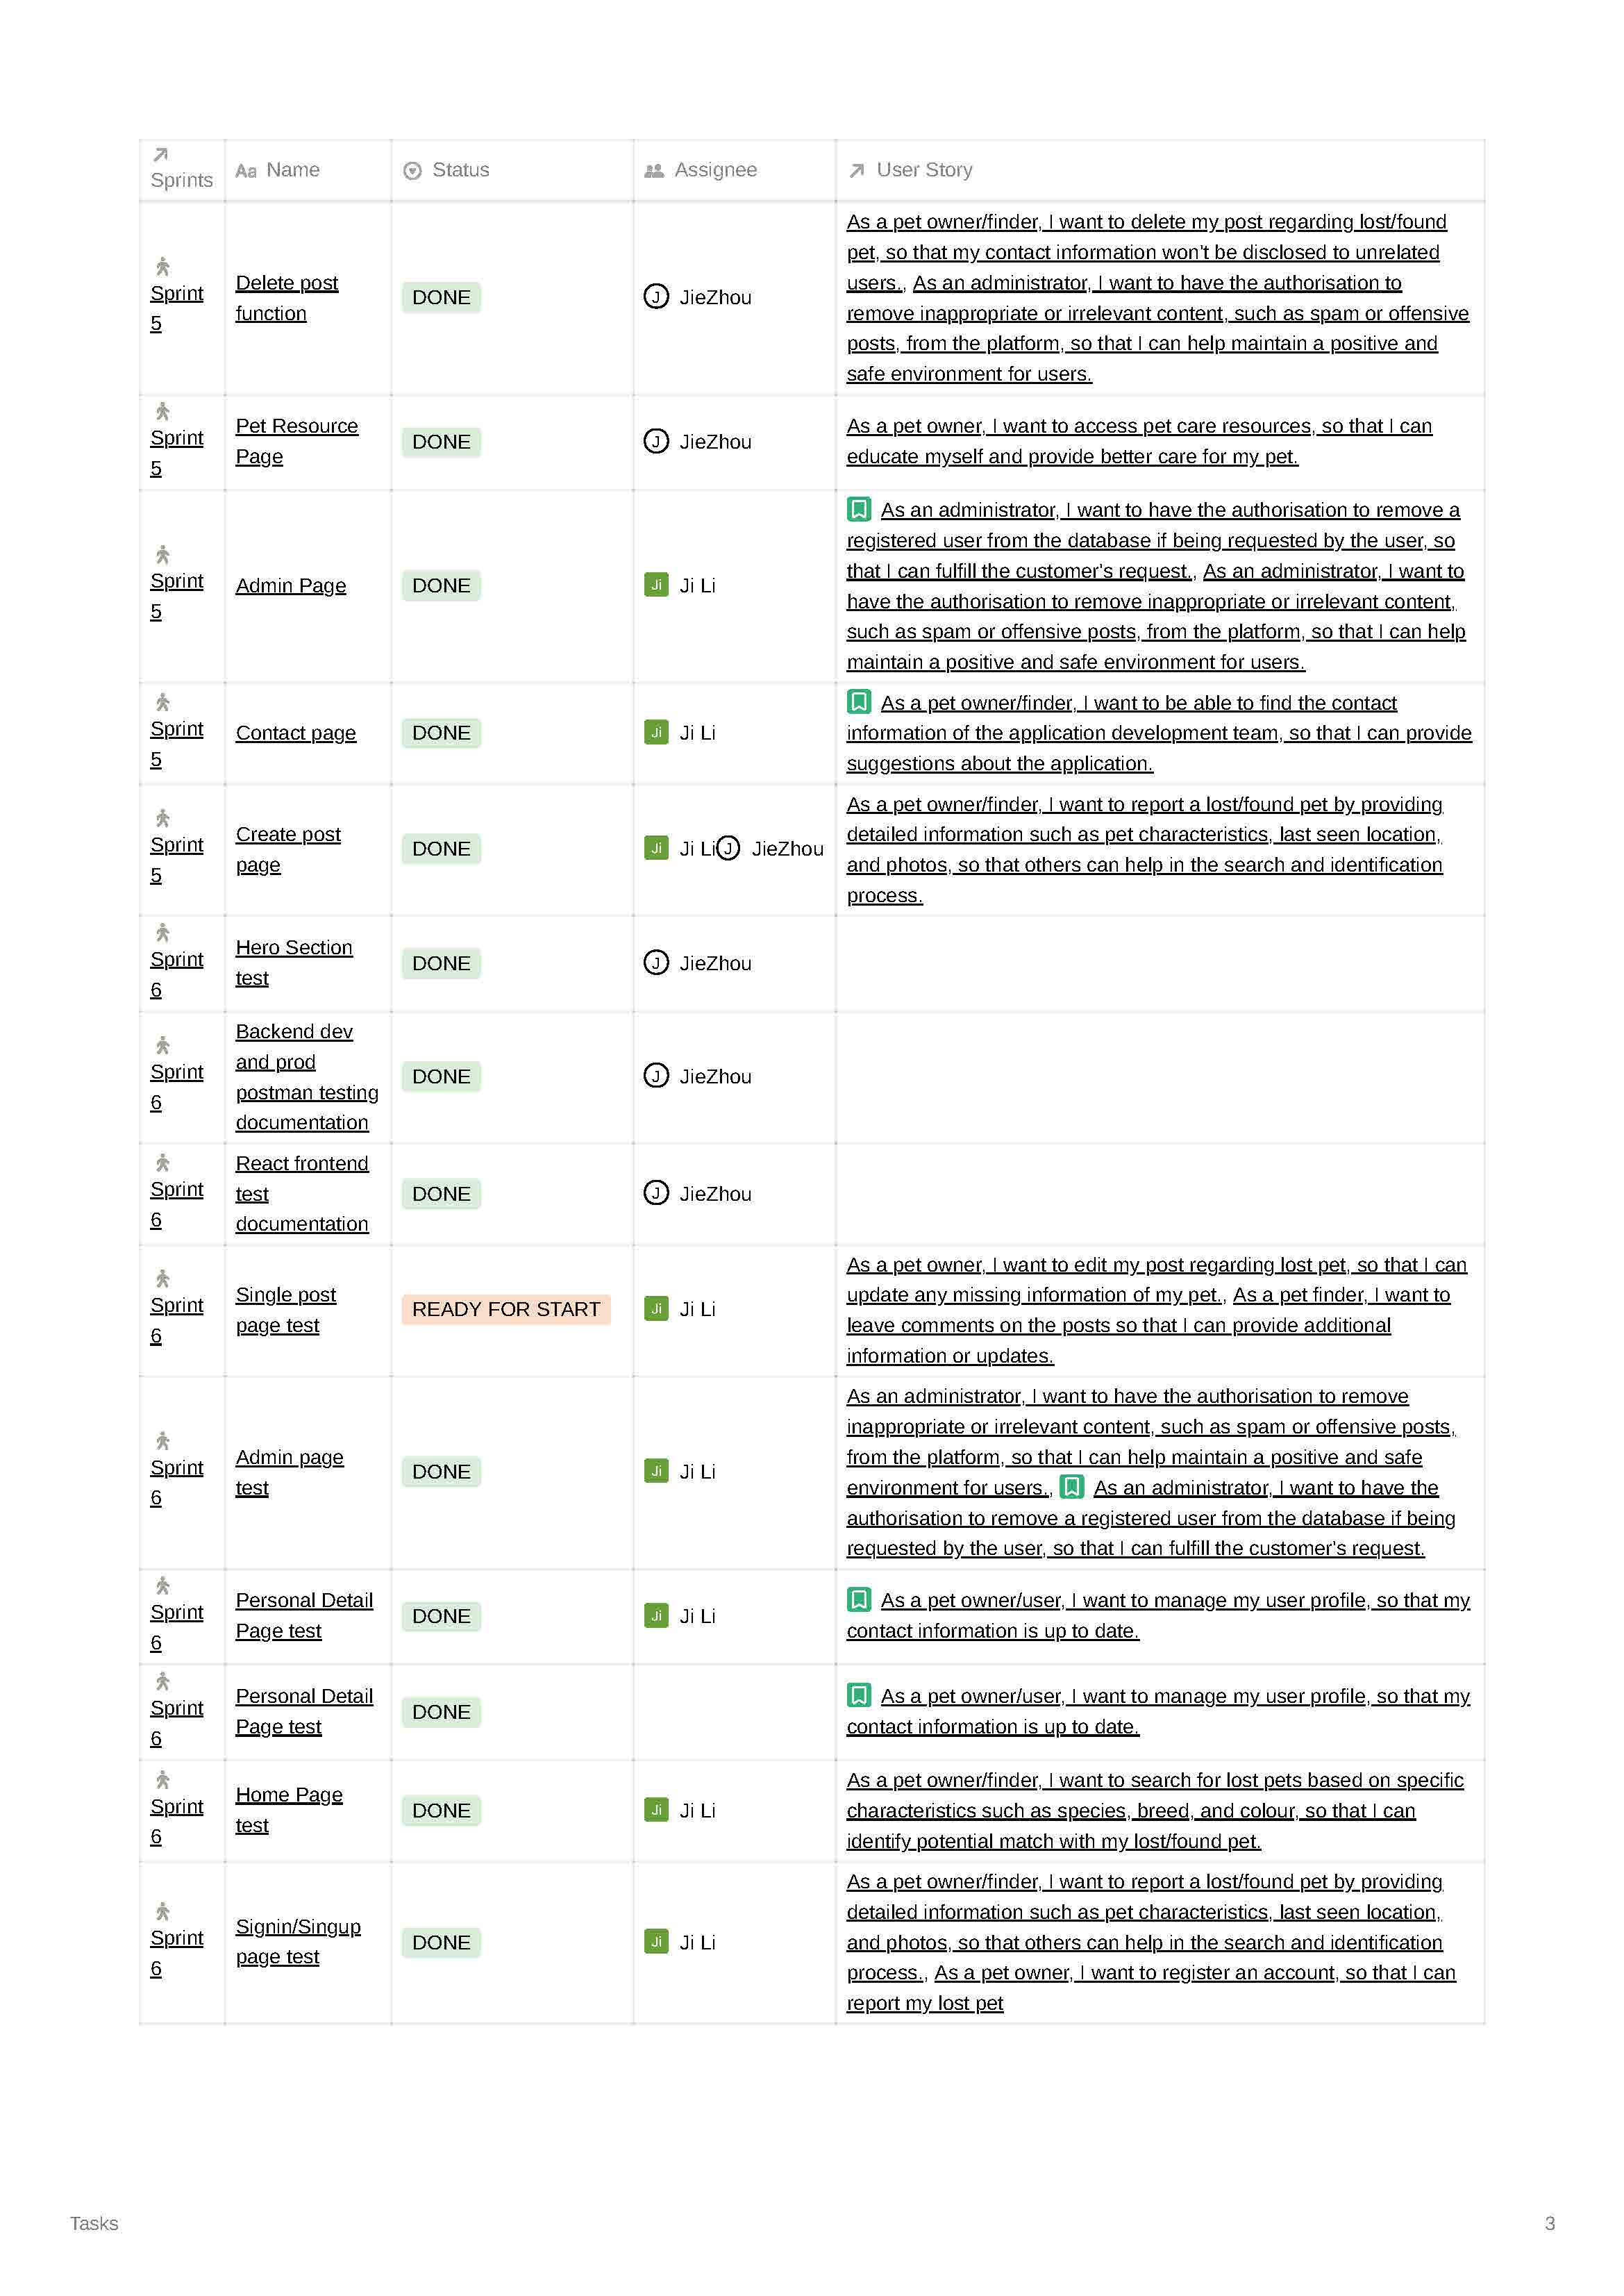 Sprints
Aa Name
Status
Assignee
User Story
Sprint
5
Delete post
function
DONE
J JieZhou
As a pet owner/finder, I want to delete my post regarding lost/found
pet, so that my contact information won't be disclosed to unrelated
users., As an administrator, I want to have the authorisation to
remove inappropriate or irrelevant content, such as spam or offensive
posts, from the platform, so that I can help maintain a positive and
safe environment for users.
Sprint
5
Pet Resource
Page
DONE
J JieZhou
As a pet owner, I want to access pet care resources, so that I can
educate myself and provide better care for my pet.
Sprint
5
Admin Page
DONE
Ji Ji Li
As an administrator, I want to have the authorisation to remove a
registered user from the database if being requested by the user, so
that I can fulfill the customer's request., As an administrator, I want to
have the authorisation to remove inappropriate or irrelevant content,
such as spam or offensive posts, from the platform, so that I can help
maintain a positive and safe environment for users.
Sprint
5
Contact page
DONE
Ji Ji Li
As a pet owner/finder, I want to be able to find the contact
information of the application development team, so that I can provide
suggestions about the application.
Sprint
5
Create post
page
DONE
Ji Ji Li J JieZhou
As a pet owner/finder, I want to report a lost/found pet by providing
detailed information such as pet characteristics, last seen location,
and photos, so that others can help in the search and identification
process.
Sprint
6
Hero Section
test
DONE
J JieZhou
Sprint
6
Backend dev
and prod
postman testing
documentation
DONE
J JieZhou
Sprint
6
React frontend
test
documentation
DONE
J JieZhou
Sprint
6
Single post
page test
READY FOR START
Ji Ji Li
As a pet owner, I want to edit my post regarding lost pet, so that I can
update any missing information of my pet., As a pet finder, I want to
leave comments on the posts so that I can provide additional
information or updates.
Sprint
6
Admin page
test
DONE
Ji Ji Li
As an administrator, I want to have the authorisation to remove
inappropriate or irrelevant content, such as spam or offensive posts,
from the platform, so that I can help maintain a positive and safe
environment for users., As an administrator, I want to have the
authorisation to remove a registered user from the database if being
requested by the user, so that I can fulfill the customer's request.
Sprint
6
Personal Detail
Page test
DONE
Ji Ji Li
As a pet owner/user, I want to manage my user profile, so that my
contact information is up to date.
Sprint
6
Personal Detail
Page test
DONE
As a pet owner/user, I want to manage my user profile, so that my
contact information is up to date.
Sprint
6
Home Page
test
DONE
Ji Ji Li
As a pet owner/finder, I want to search for lost pets based on specific
characteristics such as species, breed, and colour, so that I can
identify potential match with my lost/found pet.
Sprint
6
Signin/Singup
page test
DONE
Ji Ji Li
As a pet owner/finder, I want to report a lost/found pet by providing
detailed information such as pet characteristics, last seen location,
and photos, so that others can help in the search and identification
process., As a pet owner, I want to register an account, so that I can
report my lost pet
Tasks
3